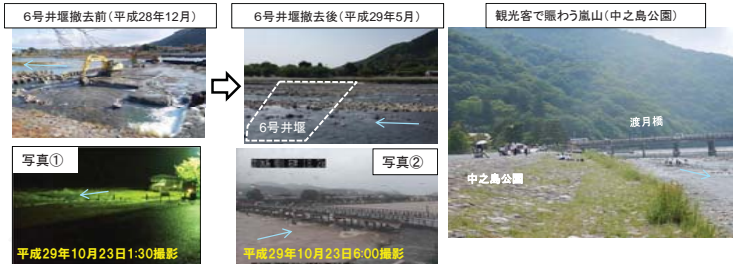 6号井堰撤去前(平成28年12月)
6号井堰撤去後(平成29年5月)
観光客で賑わう嵐山(中之島公園)
6号井堰
渡月橋
中之島公園
写真①
写真②
平成29年10月23日1:30撮影
平成29年10月23日6:00撮影